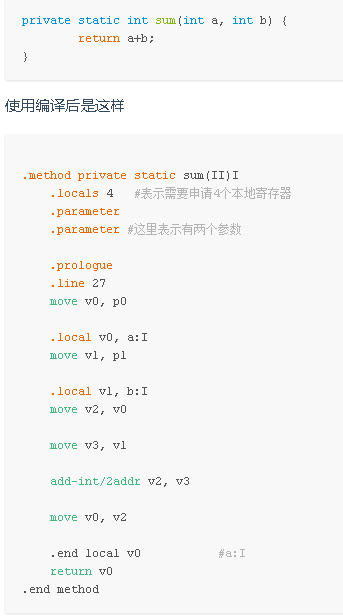 private static int sum(int a, int b) {
        return a+b;
}
使用编译后是这样
.method private static sum(II)I
    .locals 4   #表示需要申请4个本地寄存器
    .parameter
    .parameter #这里表示有两个参数
    .prologue
    .line 27
    move v0, p0
    .local v0, a:I
    move v1, p1
    .local v1, b:I
    move v2, v0
    move v3, v1
    add-int/2addr v2, v3
    move v0, v2
    .end local v0           #a:I
    return v0
.end method